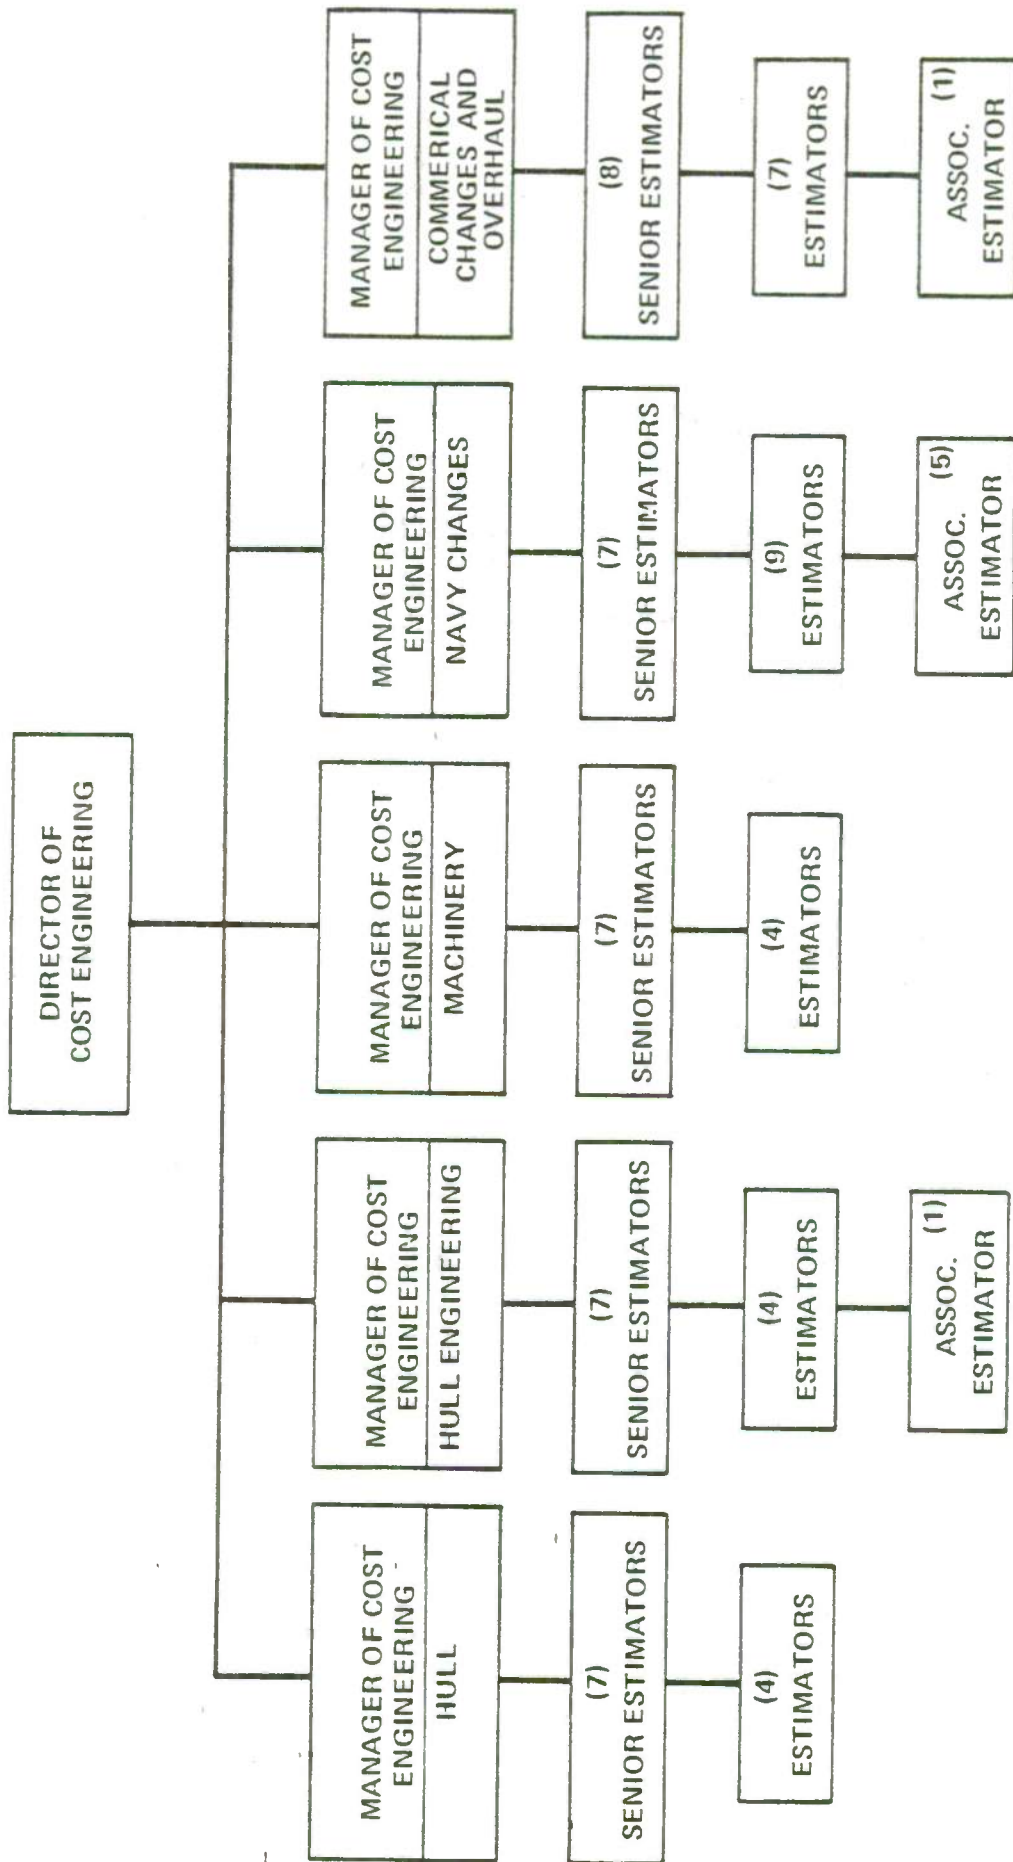 DIRECTOR OF
COST ENGINEERING
MANAGER OF COST
ENGINEERING
HULL
(7)
SENIOR ESTIMATORS
(4)
ESTIMATORS
MANAGER OF COST
ENGINEERING
HULL ENGINEERING
(7)
SENIOR ESTIMATORS
(4)
ESTIMATORS
ASSOC. (1)
ESTIMATOR
MANAGER OF COST
ENGINEERING
MACHINERY
(7)
SENIOR ESTIMATORS
(4)
ESTIMATORS
MANAGER OF COST
ENGINEERING
NAVY CHANGES
(7)
SENIOR ESTIMATORS
(9)
ESTIMATORS
ASSOC. (5)
ESTIMATOR
MANAGER OF COST
ENGINEERING
COMMERICAL
CHANGES AND
OVERHAUL
(8)
SENIOR ESTIMATORS
(7)
ESTIMATORS
ASSOC. (1)
ESTIMATOR